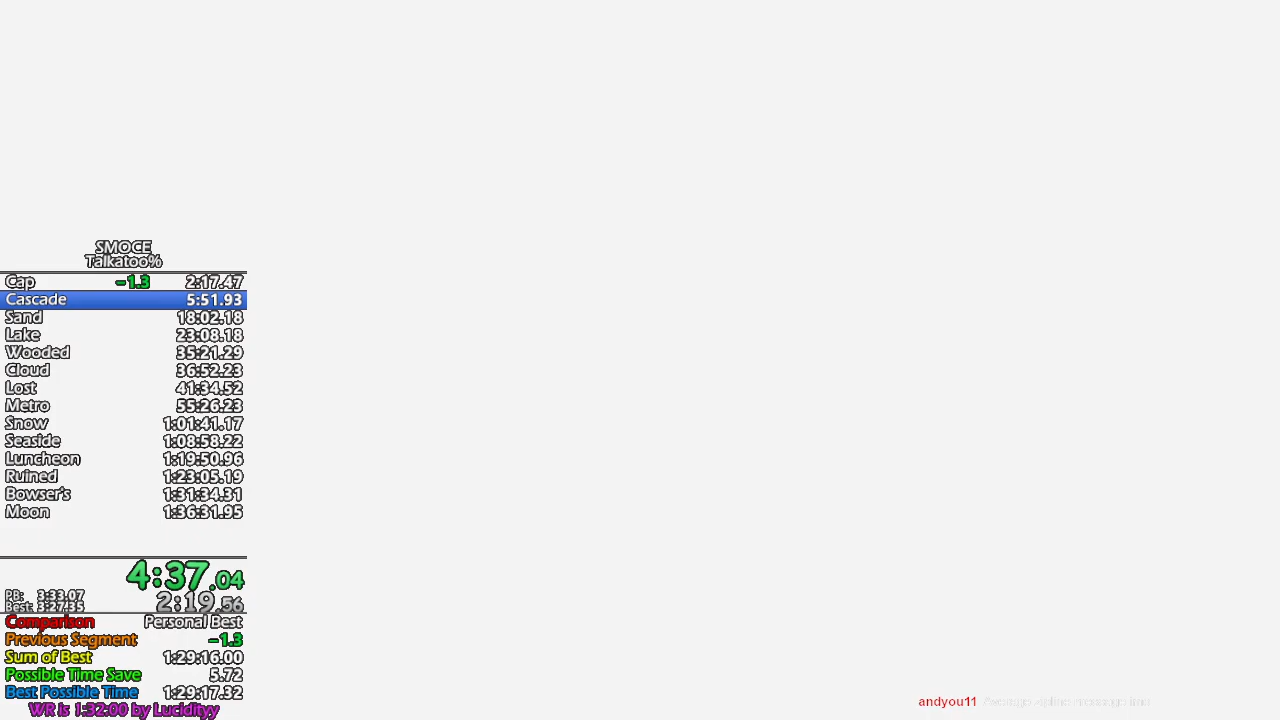 SMOCE
Talkatoo%
Cap -1.3 2:17.47
Cascade 5:51.93
Sand 18:02.18
Lake 23:08.18
Wooded 35:21.29
Cloud 36:52.23
Lost 41:34.52
Metro 55:26.23
Snow 1:01:41.17
Seaside 1:08:58.22
Luncheon 1:19:50.96
Ruined 1:23:05.19
Bowser's 1:31:34.31
Moon 1:36:31.95
4:37.04
PB: 3:33.07
Best: 3:27.35
2:19.56
Comparison Personal Best
Previous Segment -1.3
Sum of Best 1:29:16.00
Possible Time Save 5.72
Best Possible Time 1:29:17.32
WR is 1:32:00 by Lucidityy
andyou11 message